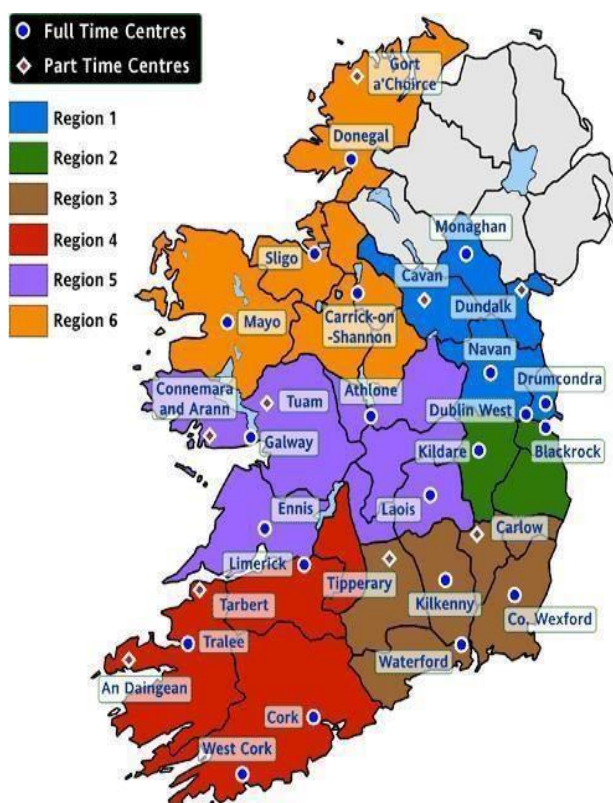 Full Time Centres
Part Time Centres
Region 1
Region 2
Region 3
Region 4
Region 5
Region 6
Gort
a'Choirce
Donegal
Monaghan
Sligo
Cavan
Dundalk
Mayo
Carrick-on
-Shannon
Navan
Drumcondra
Connemara
and Arann
Tuam
Athlone
Dublin West
Galway
Kildare
Blackrock
Ennis
Laois
Carlow
Limerick
Tipperary
Tarbert
Kilkenny
Co. Wexford
Tralee
Waterford
An Daingean
Cork
West Cork